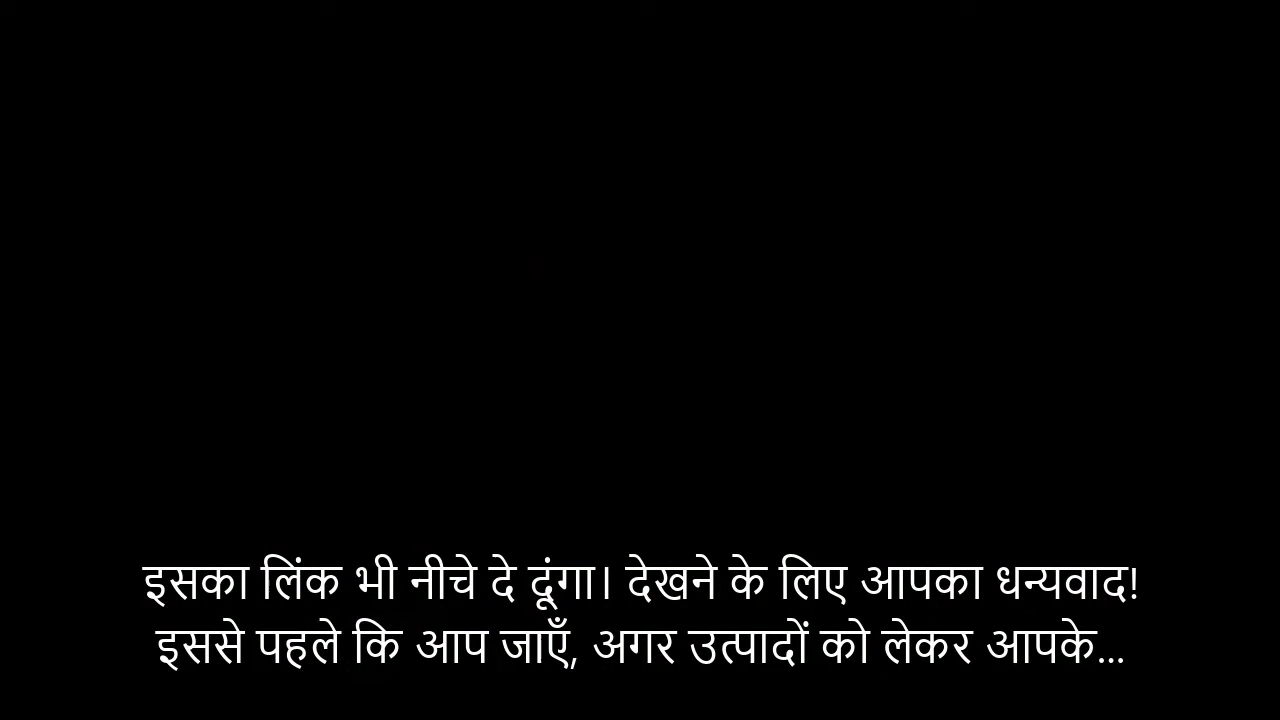 इसका लिंक भी नीचे दे दूंगा। देखने के लिए आपका धन्यवाद!
इससे पहले कि आप जाएँ, अगर उत्पादों को लेकर आपके...